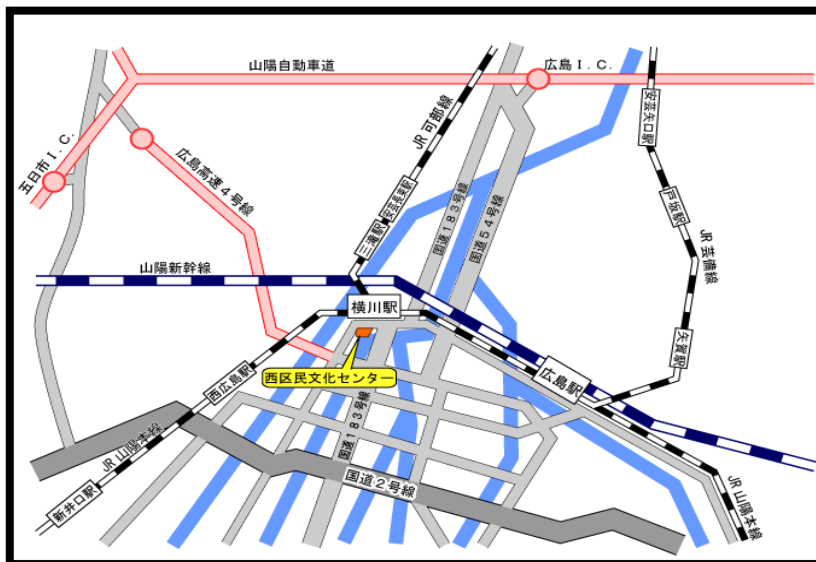 山陽自動車道
広島I.C.
五日市I.C.
広島高速4号線
JR可部線
安芸長束駅
三滝駅
国道183号線
国道54号線
安芸矢口駅
戸坂駅
JR芸備線
矢賀駅
山陽新幹線
横川駅
西広島駅
西区民文化センター
広島駅
国道183号線
JR山陽本線
新井口駅
国道2号線
JR山陽本線